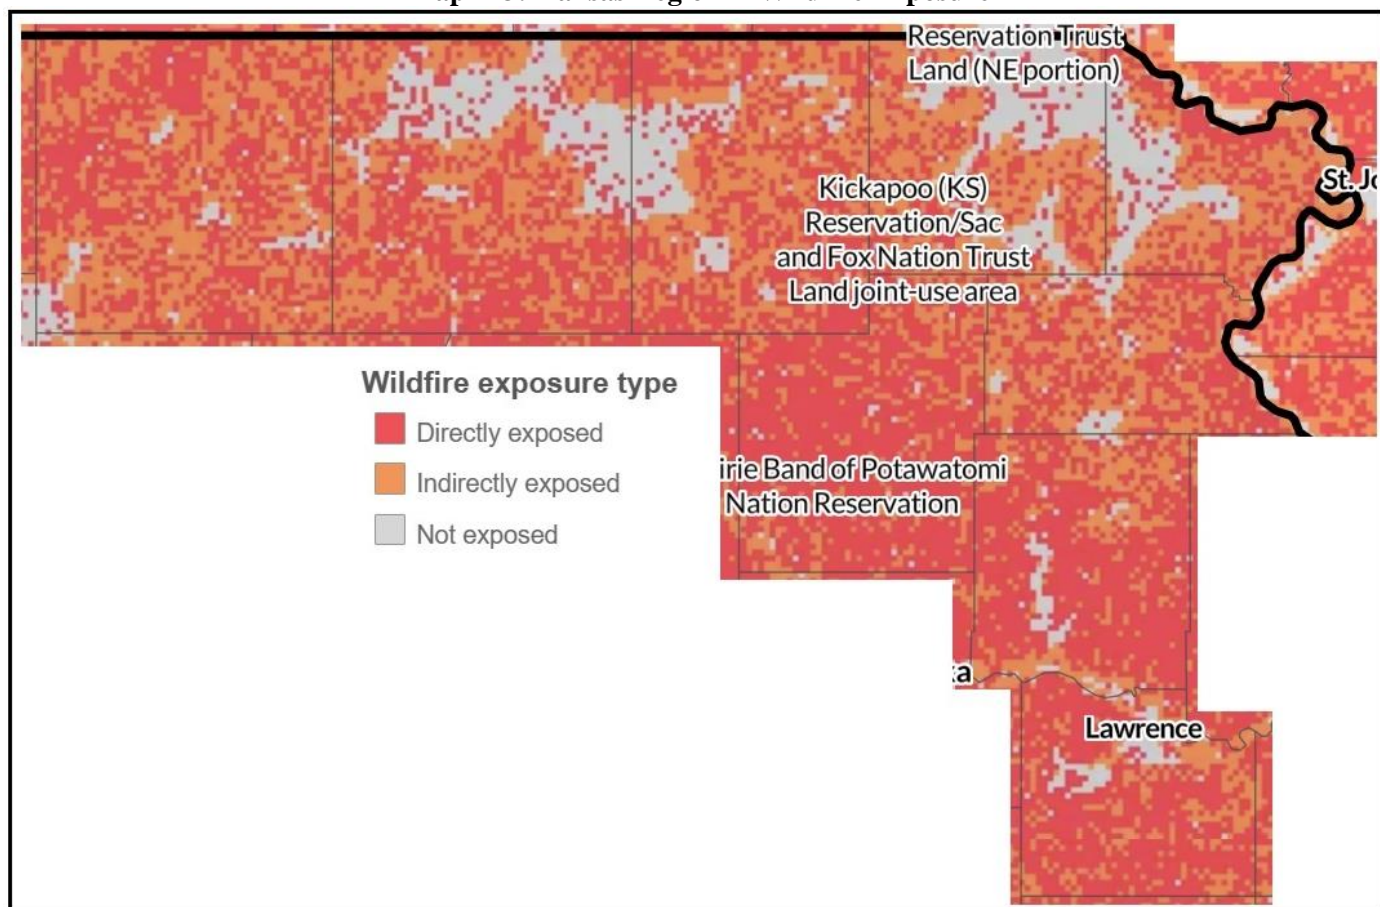 Reservation Trust
Land (NE portion)
St. Jo
Kickapoo (KS)
Reservation/Sac
and Fox Nation Trust
Land joint-use area
Wildfire exposure type
Directly exposed
Indirectly exposed
Not exposed
irie Band of Potawatomi
Nation Reservation
ka
Lawrence